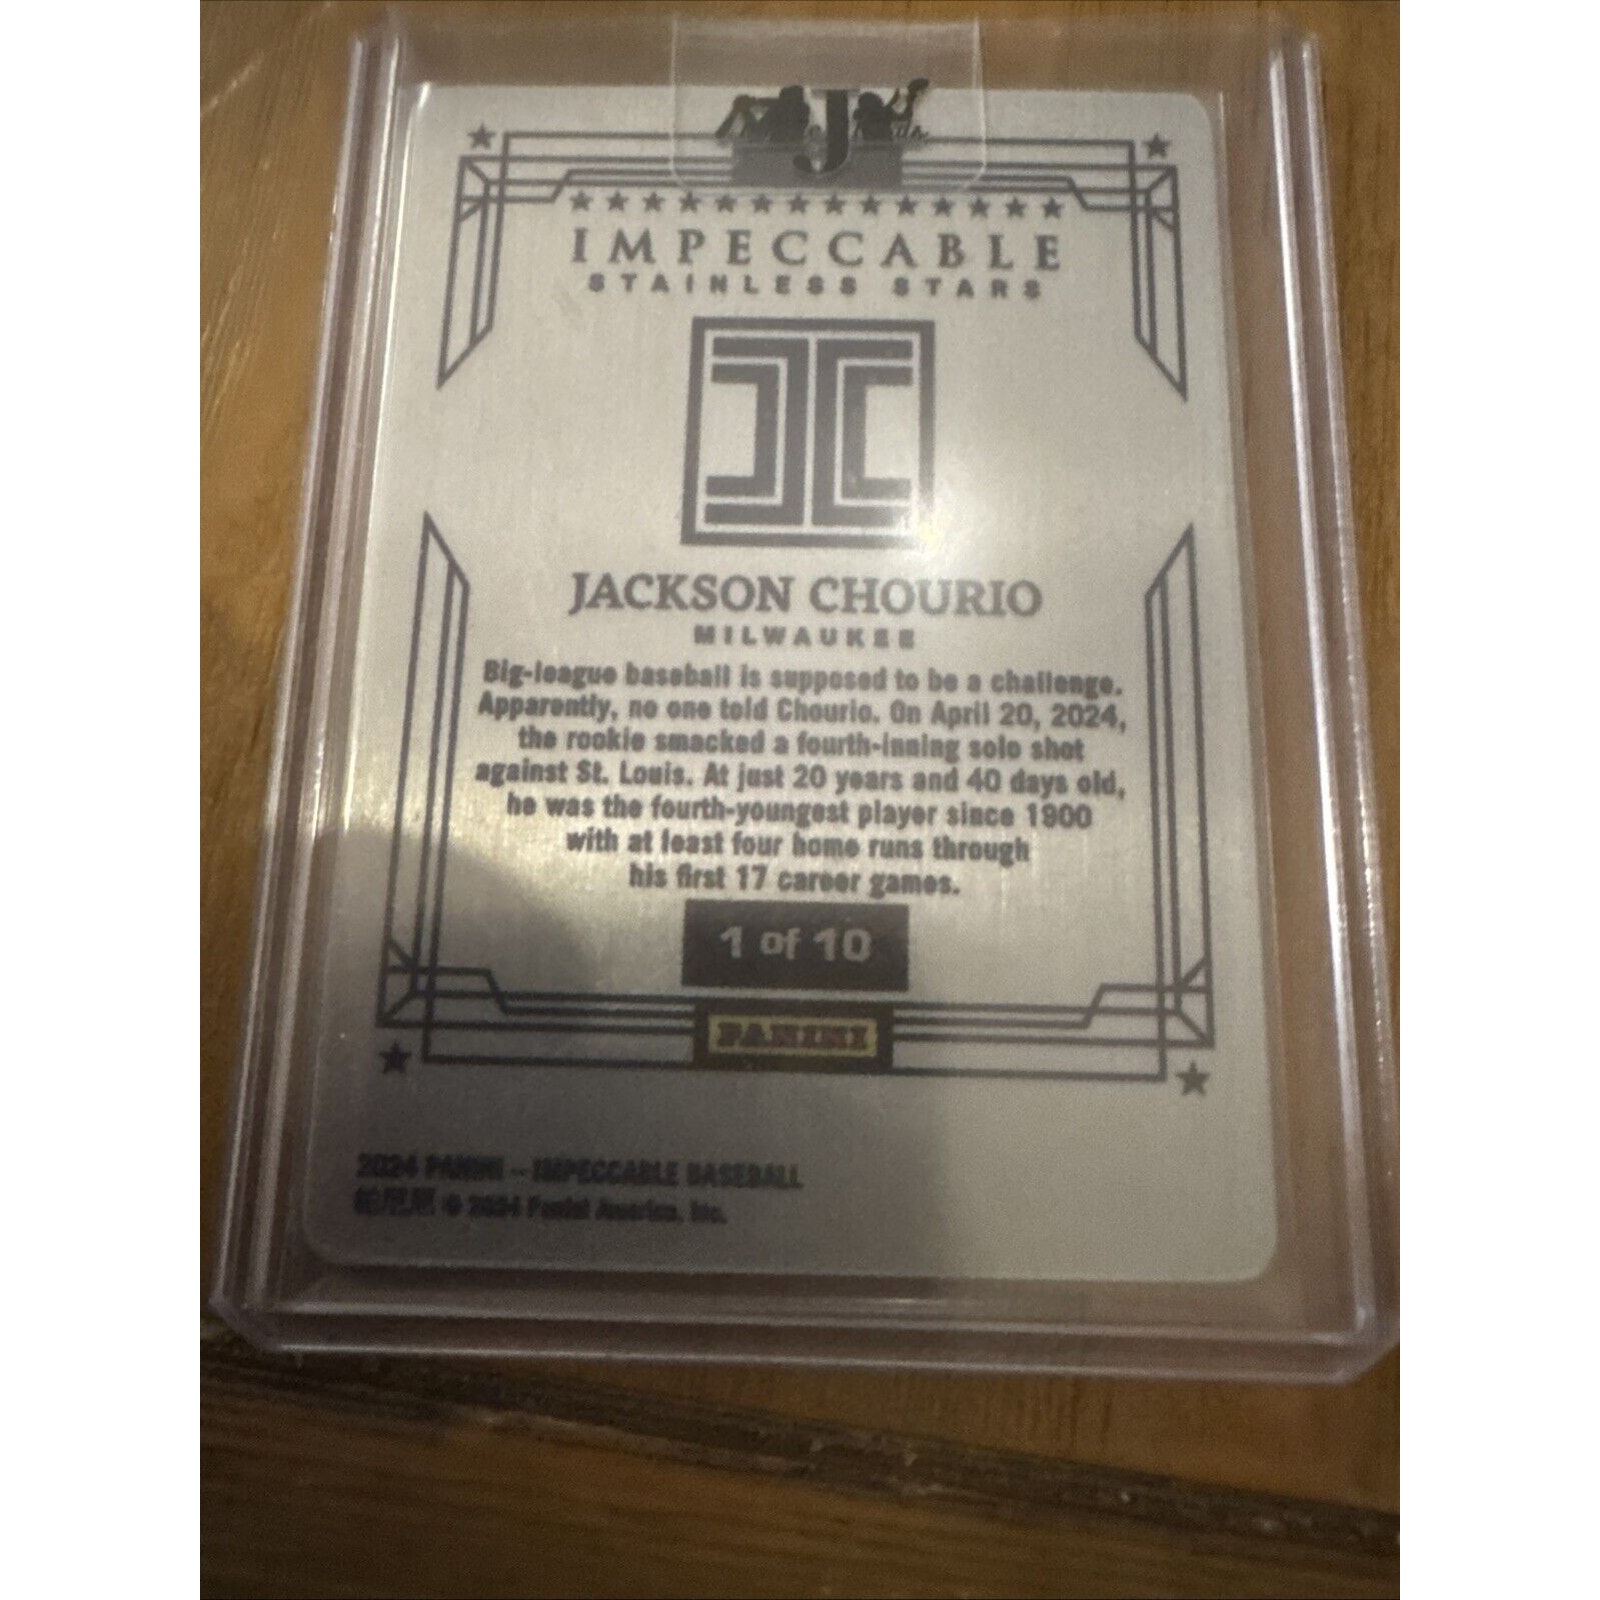 IMPECCABLE
STAINLESS STARS
JACKSON CHOURIO
MILWAUKEE
Big-league baseball is supposed to be a challenge.
Apparently, no one told Chourio. On April 20, 2024,
the rookie smacked a fourth-inning solo shot
against St. Louis. At just 20 years and 40 days old,
he was the fourth-youngest player since 1900
with at least four home runs through
his first 17 career games.
1 of 10
PANINI
2024 PANINI – IMPECCABLE BASEBALL
© 2024 Panini America, Inc.